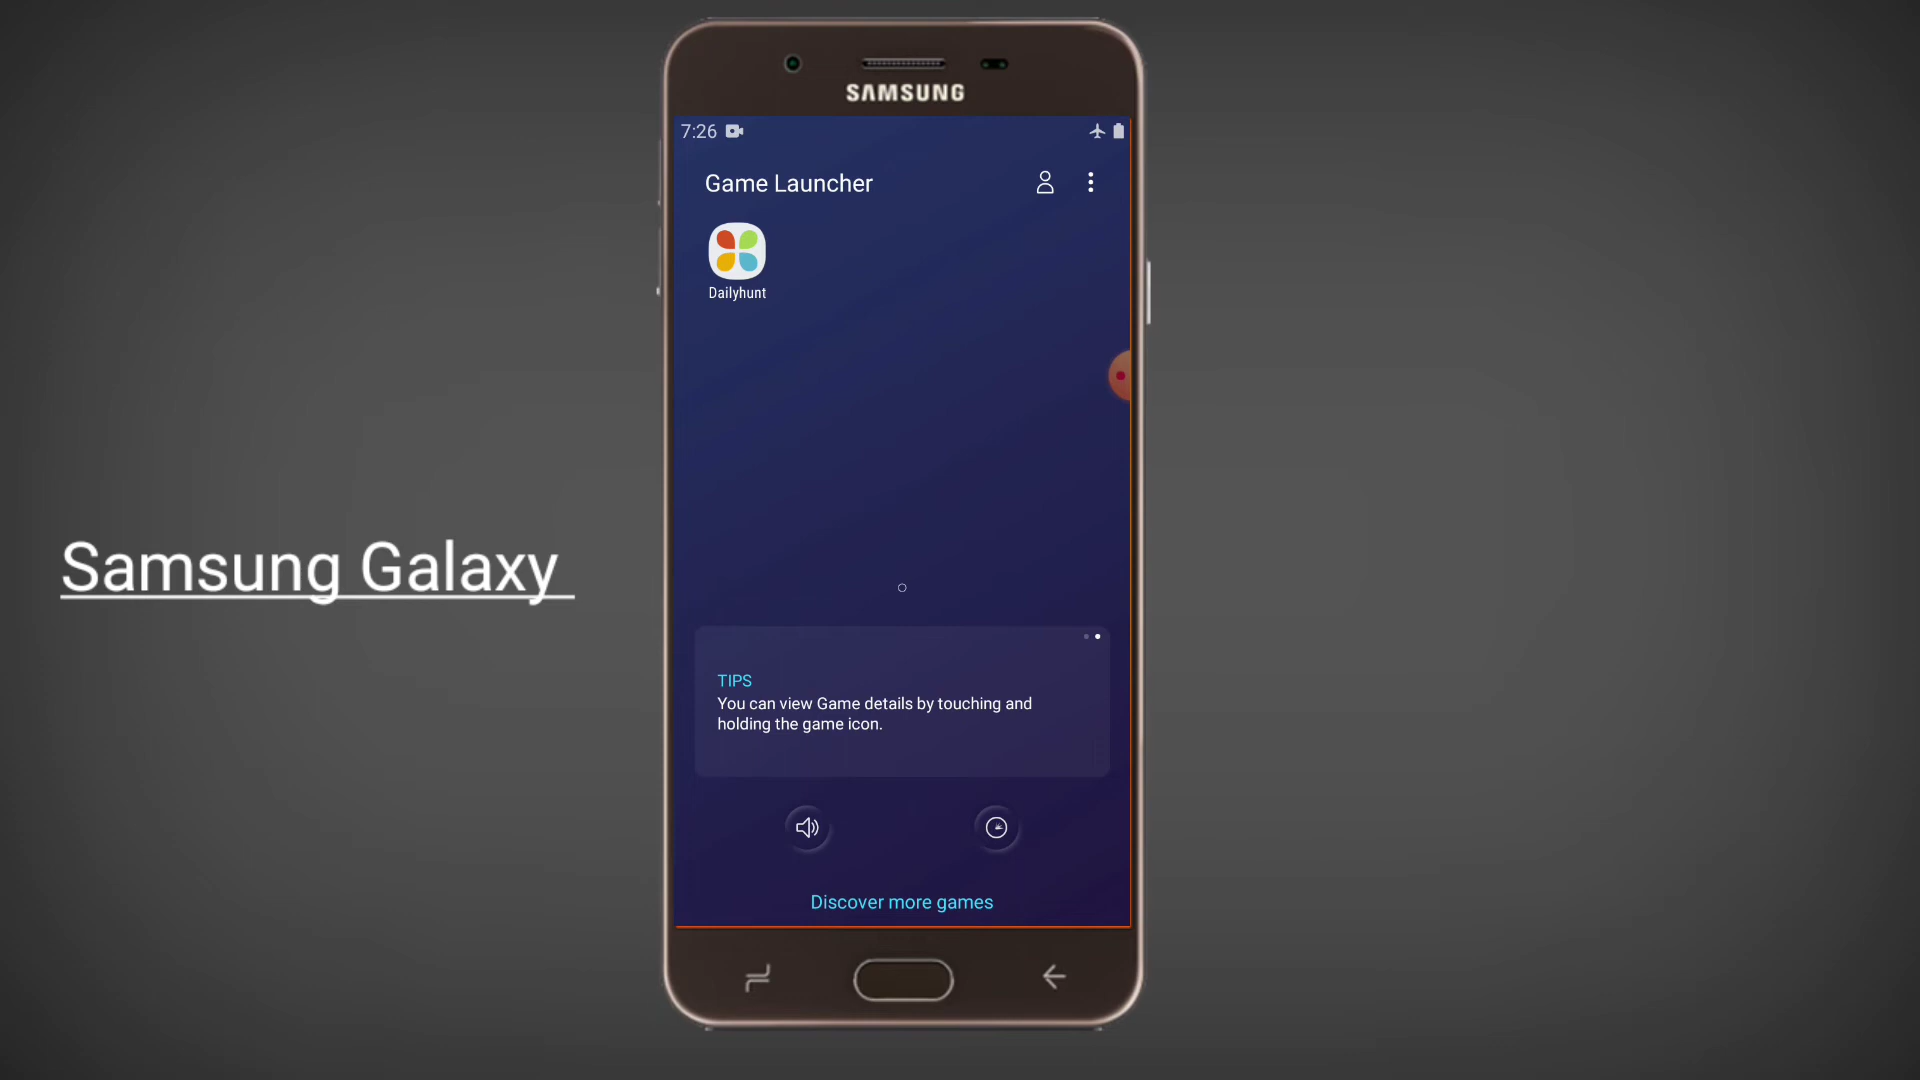 SAMSUNG
7:26
Game Launcher
Dailyhunt
Samsung Galaxy
TIPS
You can view Game details by touching and
holding the game icon.
Discover more games